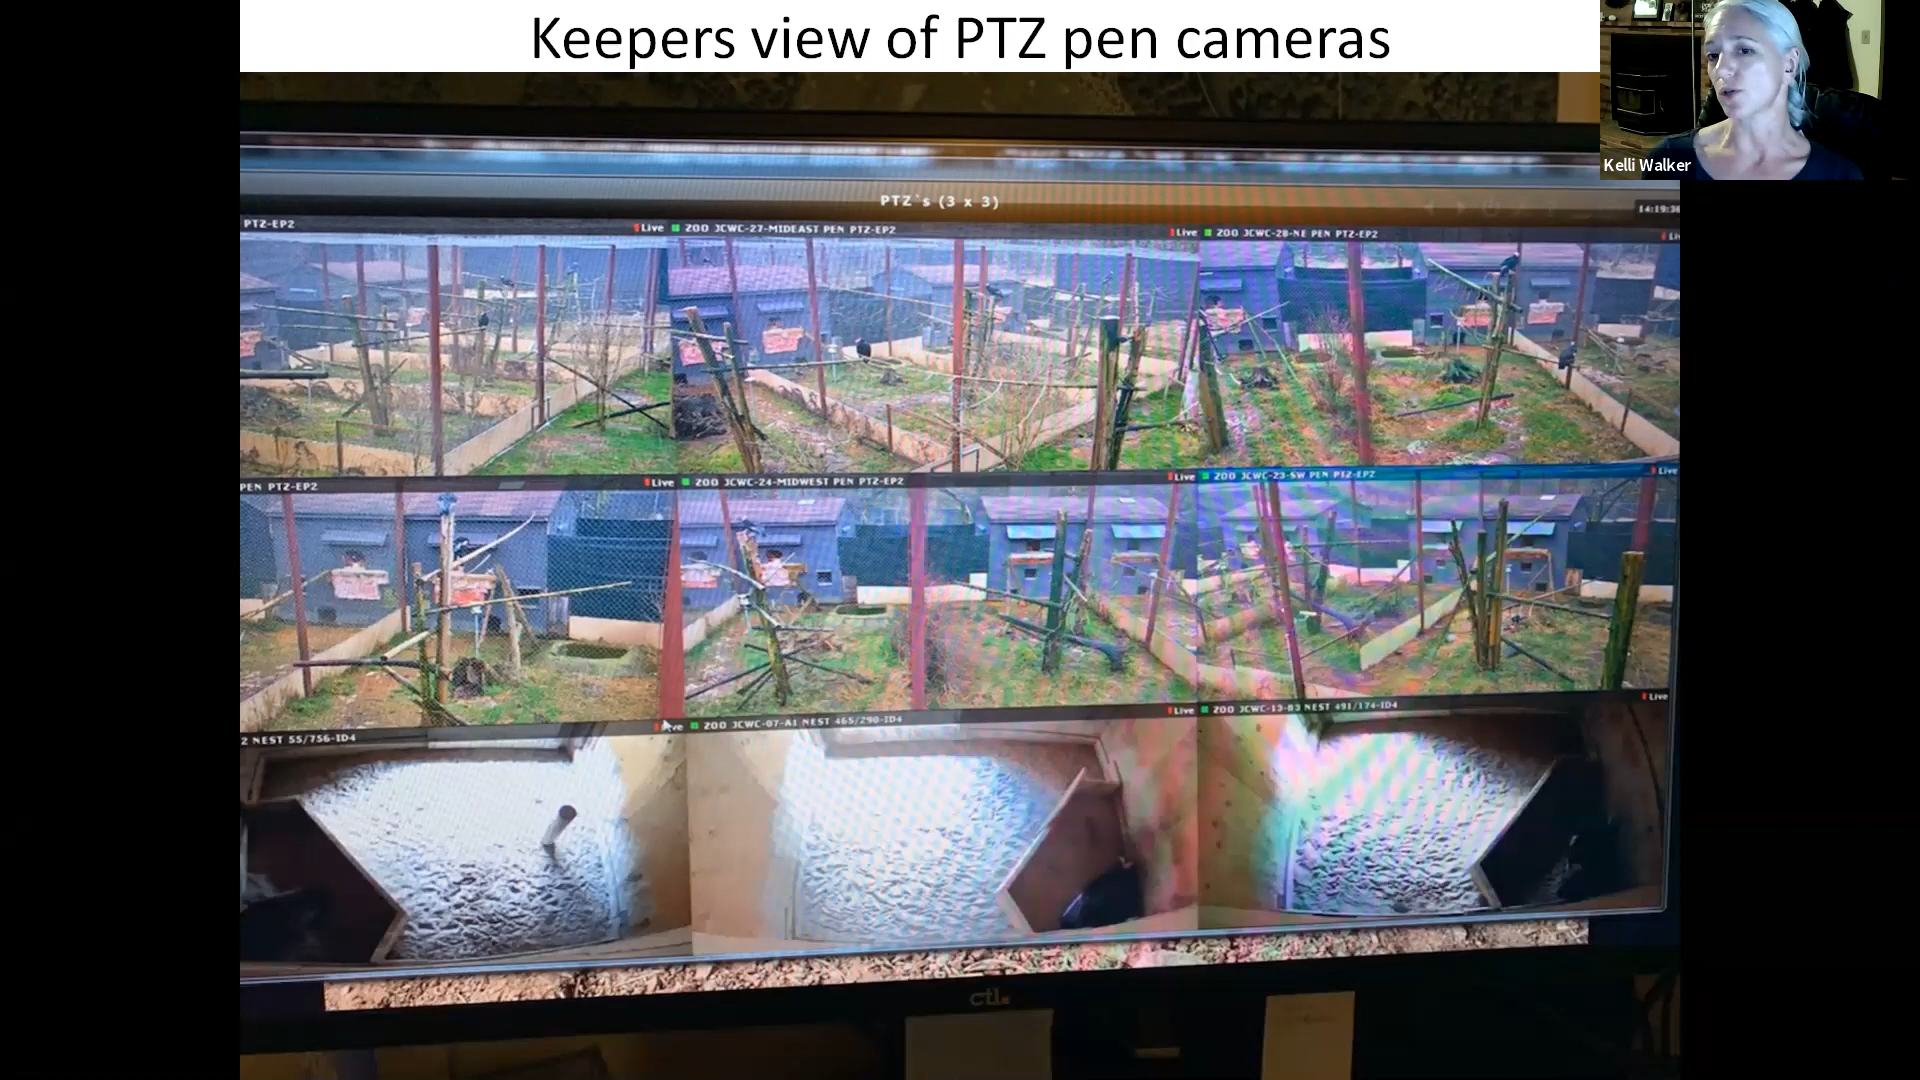 Keepers view of PTZ pen cameras
Kelli Walker
PTZ`s (3 x 3)
14:19:36
PTZ-EP2
Live
ZOO JCWC-27-MIDEAST PEN PTZ-EP2
Live
ZOO JCWC-28-NE PEN PTZ-EP2
PEN PTZ-EP2
Live
ZOO JCWC-24-MIDWEST PEN PTZ-EP2
Live
ZOO JCWC-23-SW PEN PTZ-EP2
Live
2 NEST 55/756-ID4
Live
ZOO JCWC-07-A1 NEST 465/290-ID4
Live
ZOO JCWC-13-B3 NEST 491/174-ID4
Live
ctl